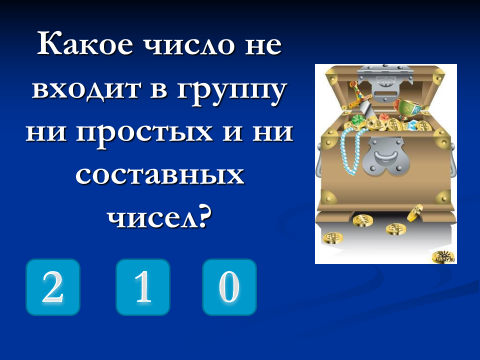 Какое число не
входит в группу
ни простых и ни
составных
чисел?
2 1 0